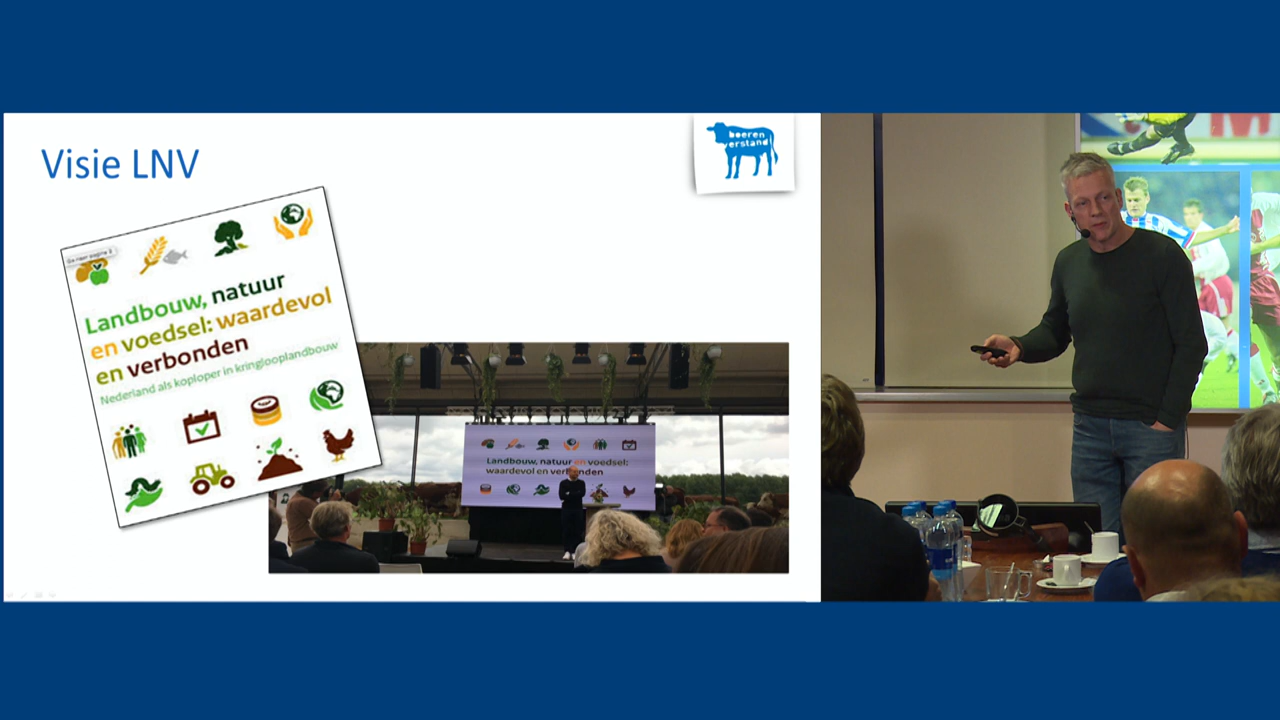 Visie LNV
boeren
verstand
Ga naar pagina 2
Landbouw, natuur
en voedsel: waardevol
en verbonden
Nederland als koploper in kringlooplandbouw
Landbouw, natuur en voedsel:
waardevol en verbonden